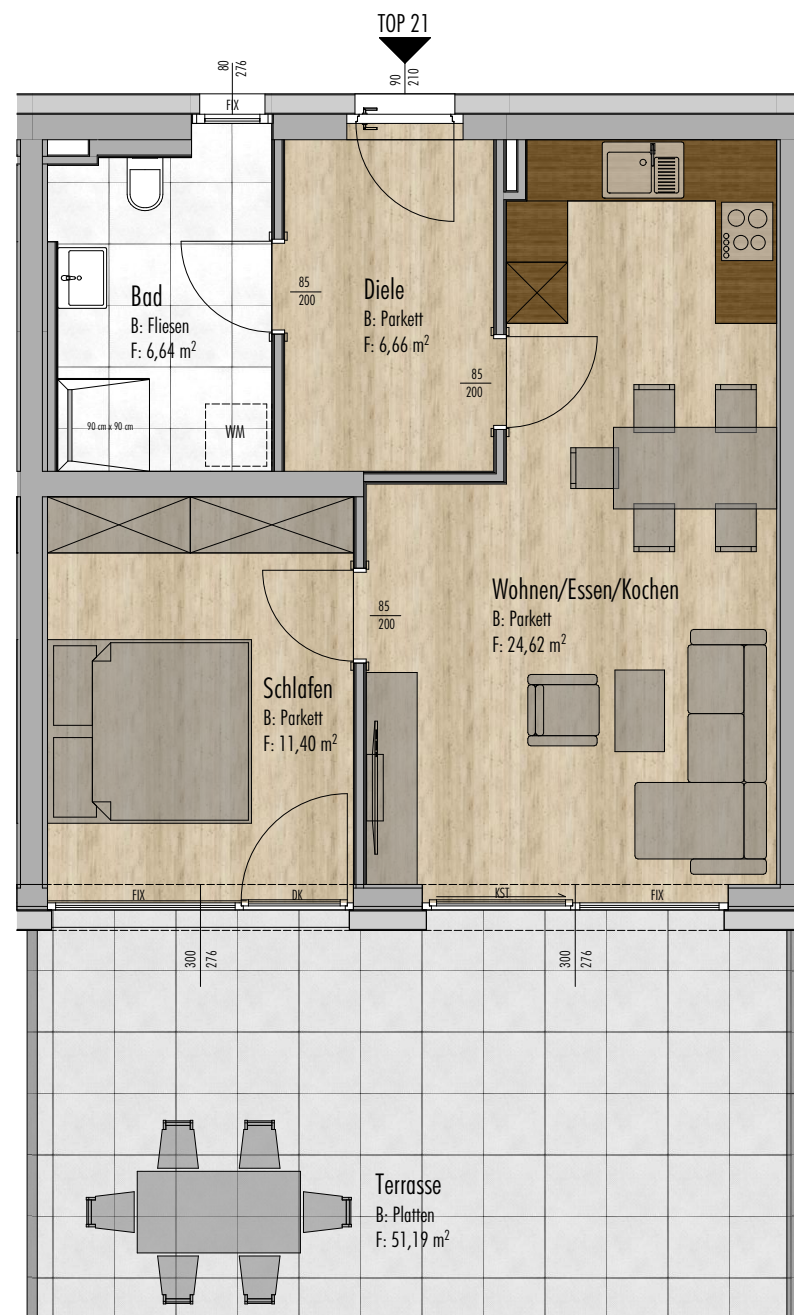 TOP 21
80
276
90
210
FIX
85
200
Bad
B: Fliesen
F: 6,64 m²
Diele
B: Parkett
F: 6,66 m²
85
200
90 cm x 90 cm
WM
85
200
Wohnen/Essen/Kochen
B: Parkett
F: 24,62 m²
Schlafen
B: Parkett
F: 11,40 m²
FIX
DK
KST
FIX
300
276
300
276
Terrasse
B: Platten
F: 51,19 m²